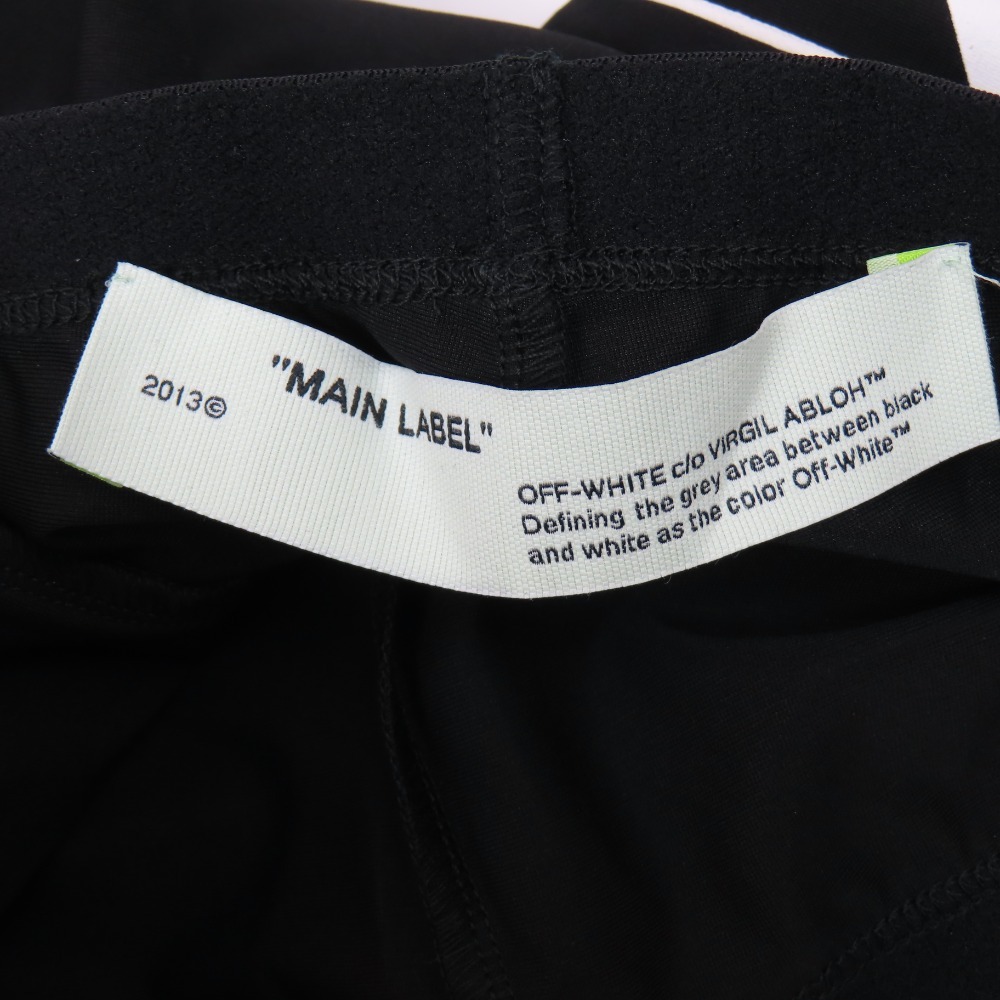 2013©
"MAIN LABEL"
OFF-WHITE c/o VIRGIL ABLOH™
Defining the grey area between black
and white as the color Off-White™